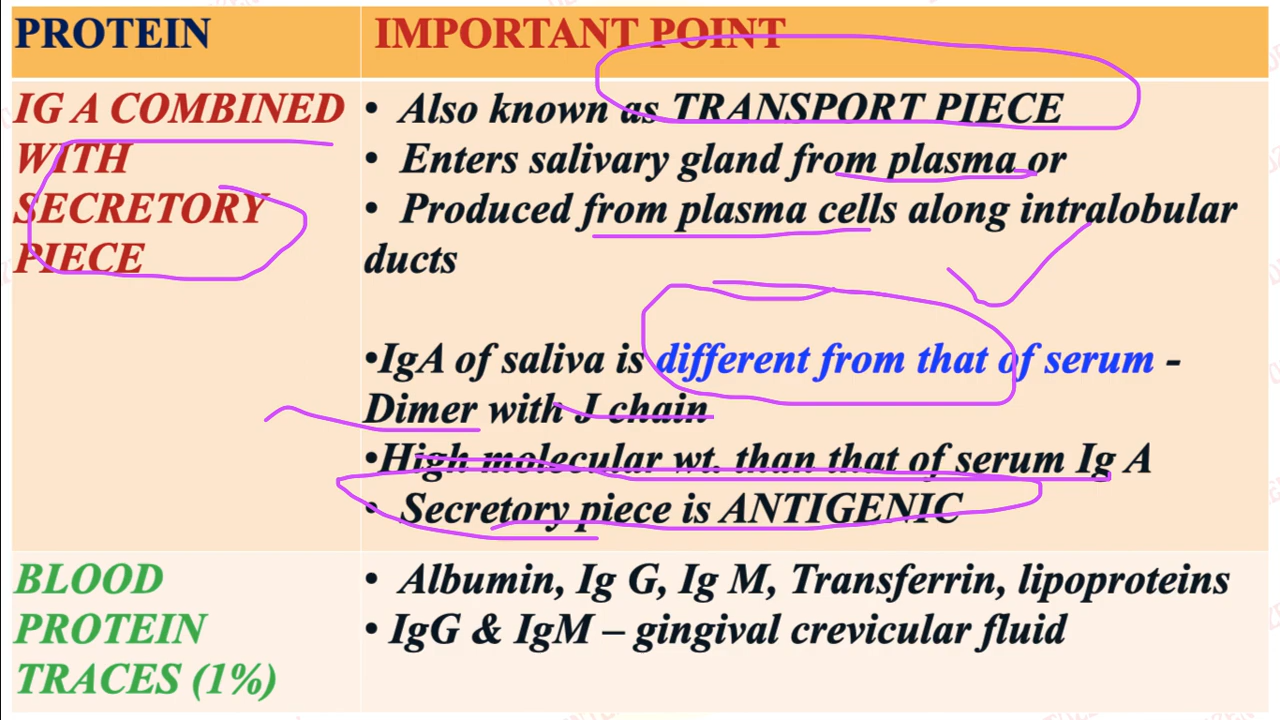 PROTEIN
IMPORTANT POINT
IG A COMBINED
WITH
SECRETORY
PIECE
• Also known as TRANSPORT PIECE
• Enters salivary gland from plasma or
• Produced from plasma cells along intralobular
ducts
•IgA of saliva is different from that of serum -
Dimer with J chain
•High molecular wt. than that of serum Ig A
• Secretory piece is ANTIGENIC
BLOOD
PROTEIN
TRACES (1%)
• Albumin, Ig G, Ig M, Transferrin, lipoproteins
• IgG & IgM – gingival crevicular fluid